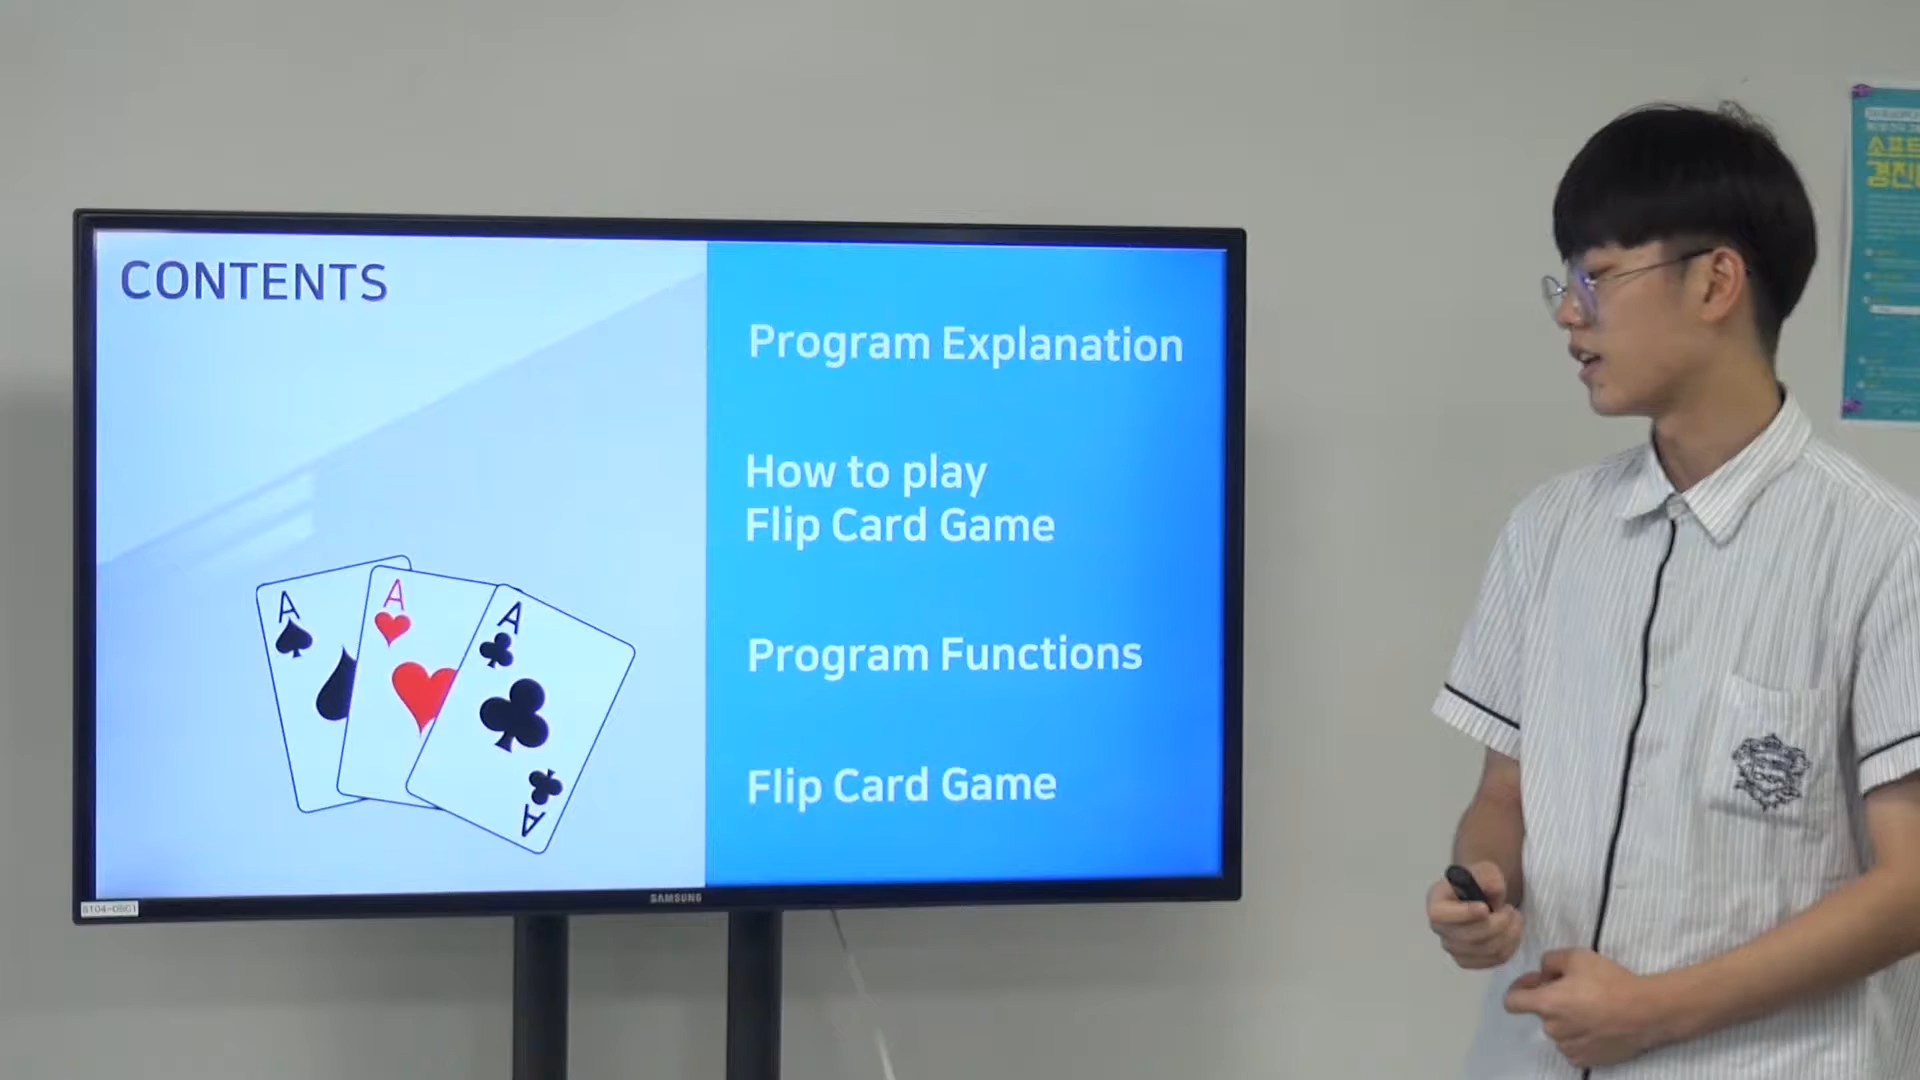 CONTENTS
Program Explanation
How to play
Flip Card Game
Program Functions
Flip Card Game
A
A
A
A
SAMSUNG